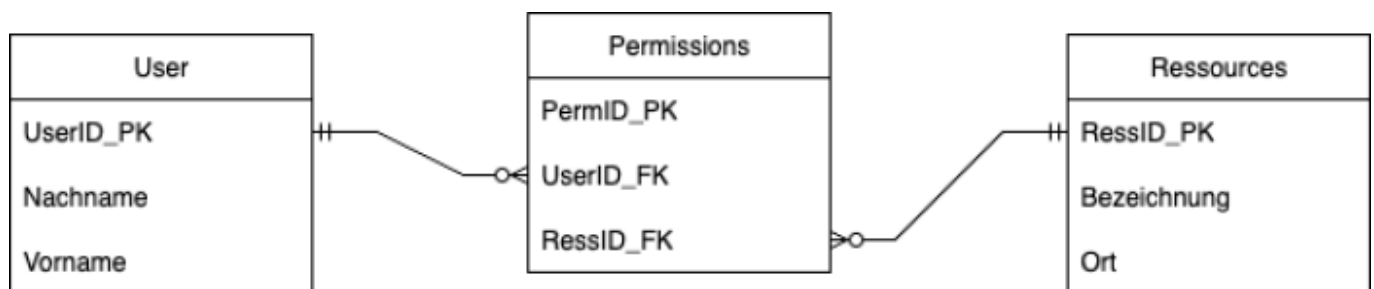 User
UserID_PK
Nachname
Vorname
Permissions
PermID_PK
UserID_FK
RessID_FK
Ressources
RessID_PK
Bezeichnung
Ort